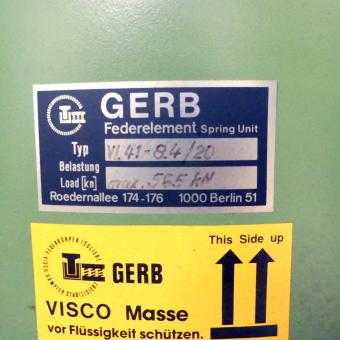 GERB
Federelement Spring Unit
Typ VI.41-8.4/20
Belastung
Load [kn] max. 565 kN
Roedernallee 174-176 1000 Berlin 51
This Side up
GERB
VISCO Masse
vor Flüssigkeit schützen.